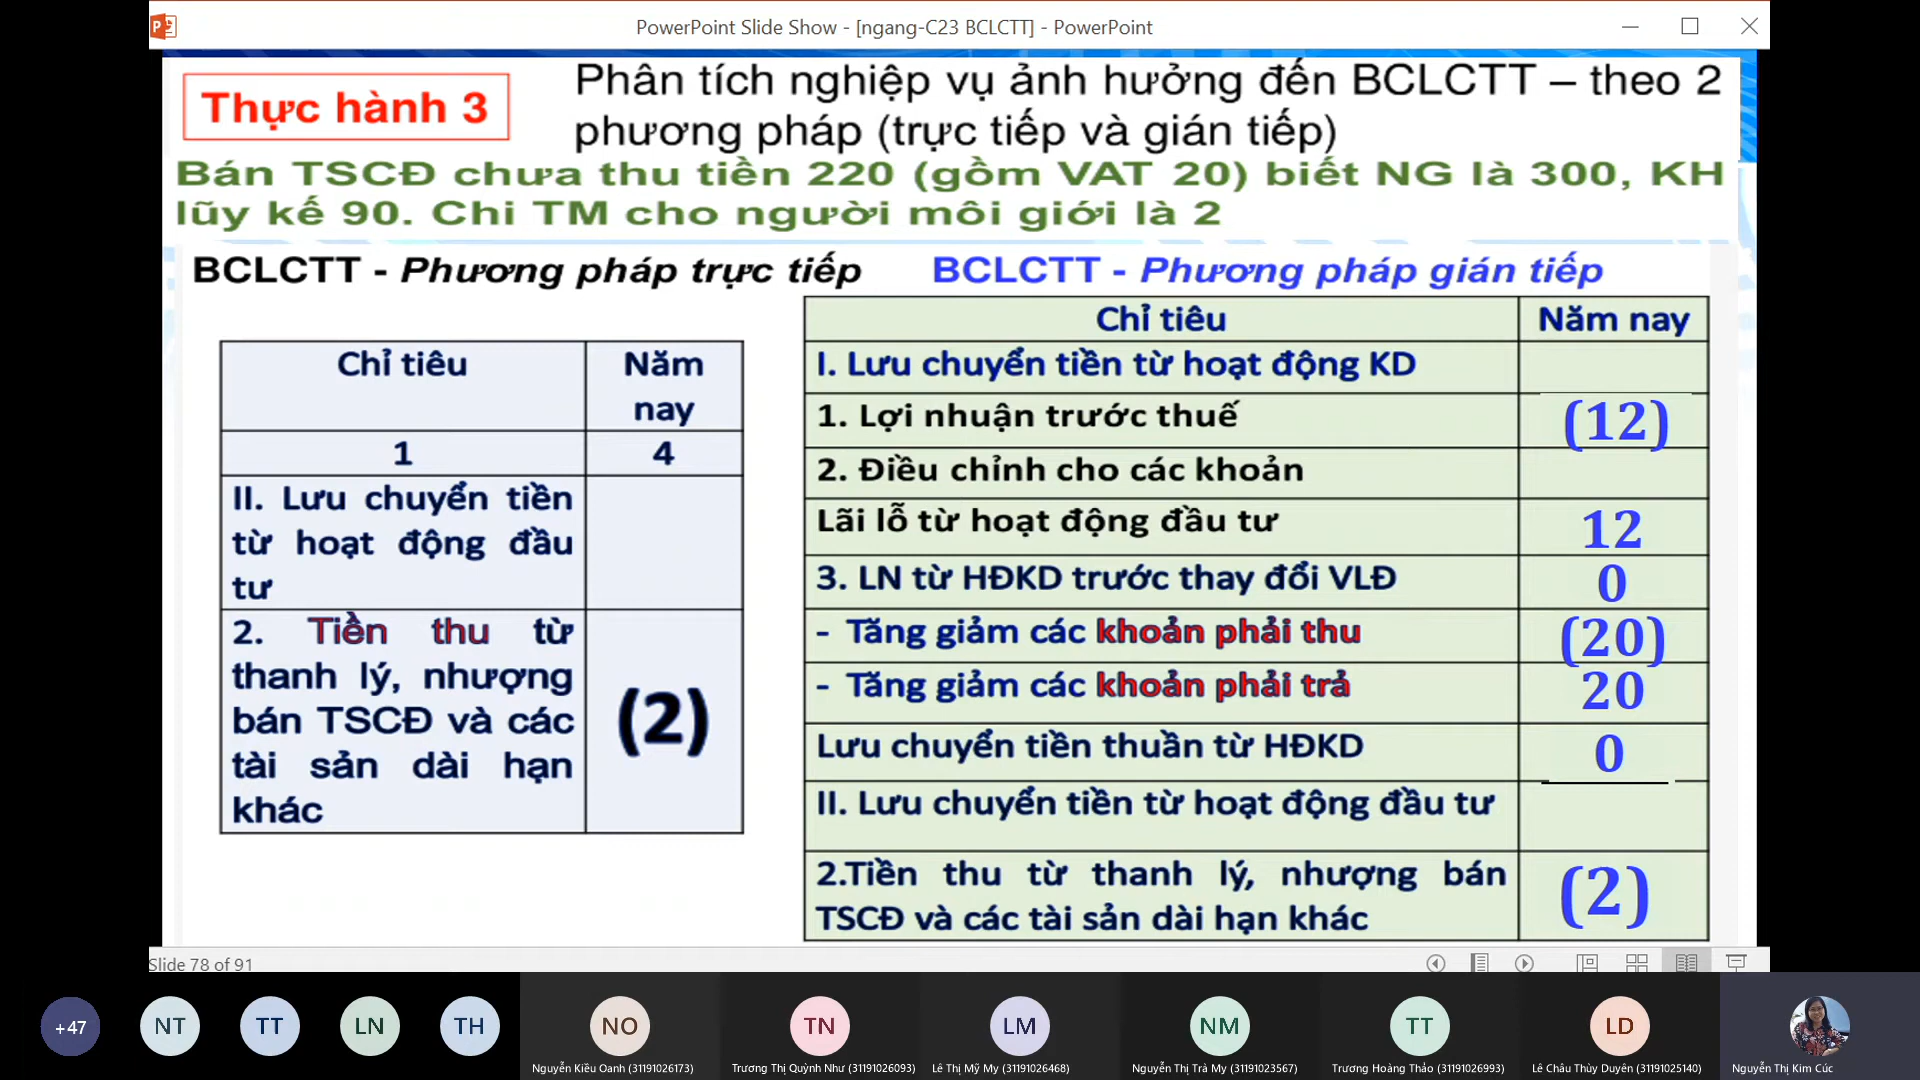 PowerPoint Slide Show - [ngang-C23 BCLCTT] - PowerPoint
Thực hành 3
Phân tích nghiệp vụ ảnh hưởng đến BCLCTT – theo 2
phương pháp (trực tiếp và gián tiếp)
Bán TSCĐ chưa thu tiền 220 (gồm VAT 20) biết NG là 300, KH
lũy kế 90. Chi TM cho người môi giới là 2
BCLCTT - Phương pháp trực tiếp
Chỉ tiêu
Năm
nay
1
4
II. Lưu chuyển tiền
từ hoạt động đầu
tư
2. Tiền thu từ
thanh lý, nhượng
bán TSCĐ và các
tài sản dài hạn
khác
(2)
BCLCTT - Phương pháp gián tiếp
Chỉ tiêu
Năm nay
I. Lưu chuyển tiền từ hoạt động KD
1. Lợi nhuận trước thuế
(12)
2. Điều chỉnh cho các khoản
Lãi lỗ từ hoạt động đầu tư
12
3. LN từ HĐKD trước thay đổi VLĐ
0
- Tăng giảm các khoản phải thu
(20)
- Tăng giảm các khoản phải trả
20
Lưu chuyển tiền thuần từ HĐKD
0
II. Lưu chuyển tiền từ hoạt động đầu tư
2.Tiền thu từ thanh lý, nhượng bán
TSCĐ và các tài sản dài hạn khác
(2)
Slide 78 of 91
+47
NT
TT
LN
TH
NO
TN
LM
NM
TT
LD
Nguyễn Kiều Oanh (31191026173)
Trương Thị Quỳnh Như (31191026093)
Lê Thị Mỹ My (31191026468)
Nguyễn Thị Trà My (31191023567)
Trương Hoàng Thảo (31191026993)
Lê Châu Thùy Duyên (31191025140)
Nguyễn Thị Kim Cúc